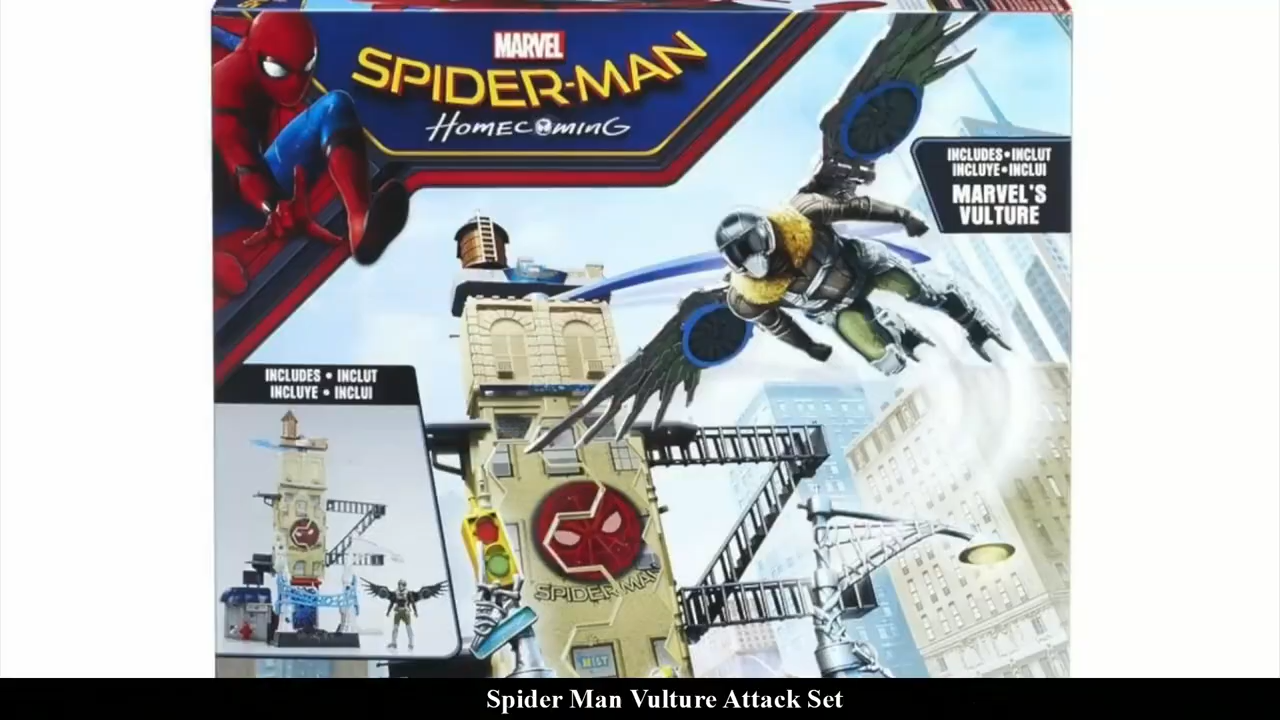 MARVEL
SPIDER-MAN
HOMECOMING
INCLUDES • INCLUT
INCLUYE • INCLUI
MARVEL'S
VULTURE
INCLUDES • INCLUT
INCLUYE • INCLUI
SPIDER MAN
Spider Man Vulture Attack Set